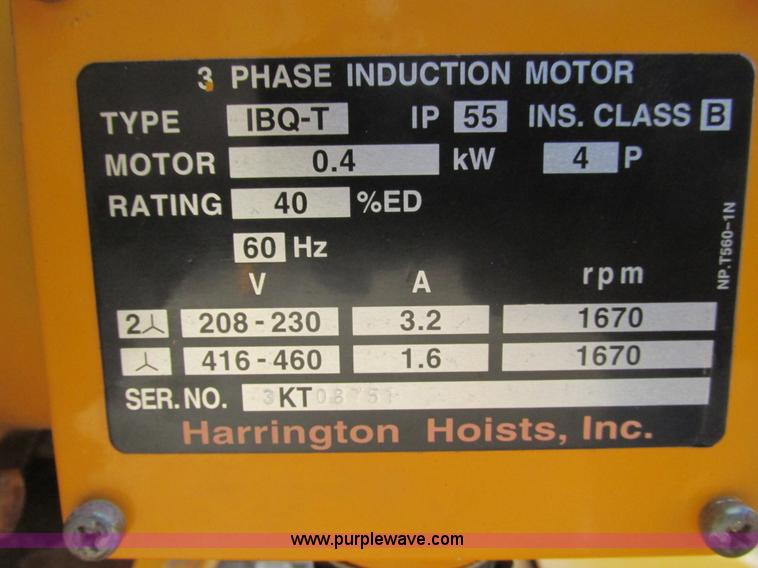 3 PHASE INDUCTION MOTOR
TYPE IBQ-T IP 55 INS. CLASS B
MOTOR 0.4 kW 4 P
RATING 40 %ED
60 Hz
V A rpm
2 208-230 3.2 1670
416-460 1.6 1670
SER. NO. 3KT03751
Harrington Hoists, Inc.
NP.T560-1N
www.purplewave.com